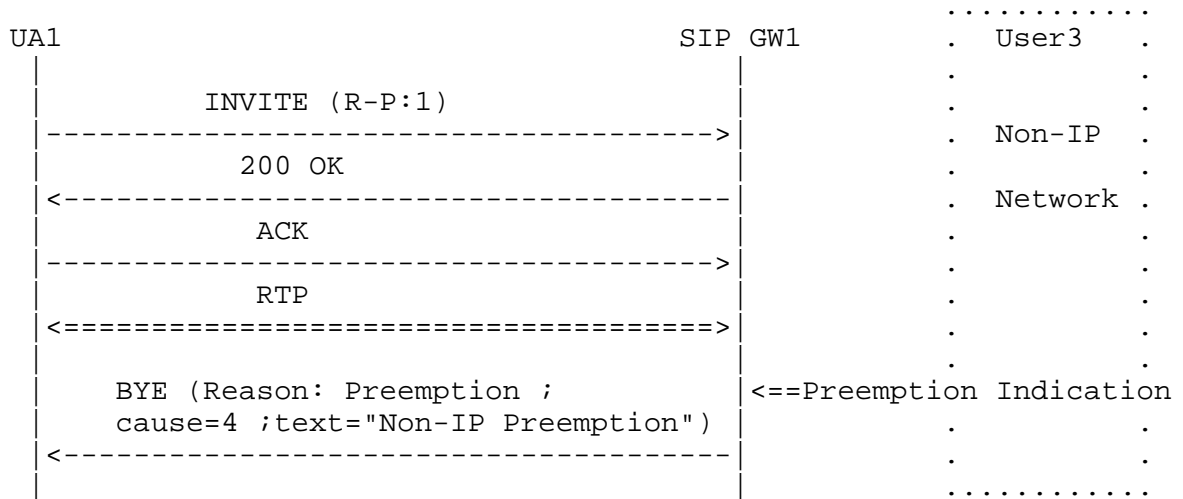 ............
UA1 SIP GW1 . User3 .
| | . .
| INVITE (R-P:1) | . .
|-------------------------------------->| . Non-IP .
| 200 OK | . .
|<--------------------------------------| . Network .
| ACK | . .
|-------------------------------------->| . .
| RTP | . .
|<=====================================>| . .
| | . .
| BYE (Reason: Preemption ; |<==Preemption Indication
| cause=4 ;text="Non-IP Preemption") | . .
|<--------------------------------------| . .
| | ............